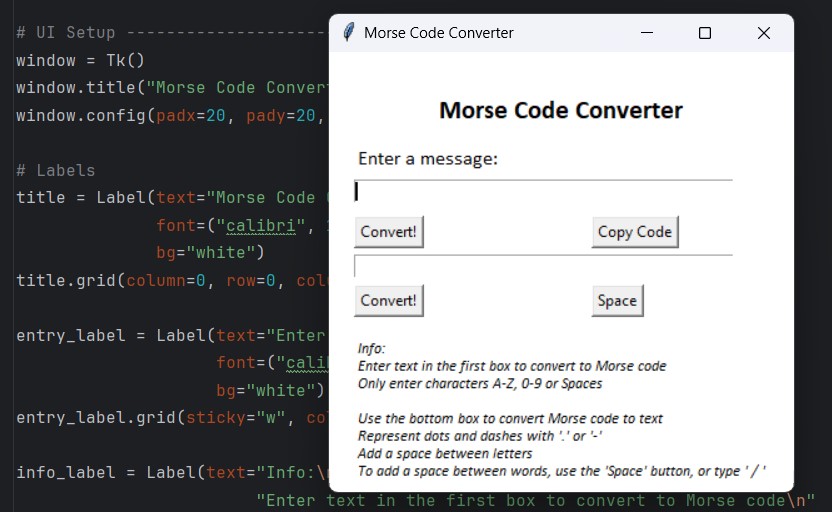 # UI Setup --------------------
window = Tk()
window.title("Morse Code Conver
window.config(padx=20, pady=20,
# Labels
title = Label(text="Morse Code
font=("calibri",
bg="white")
title.grid(column=0, row=0,
entry_label = Label(text="Enter
font=("cali
bg="white")
entry_label.grid(sticky="w",
info_label = Label(text="Info:\
"Enter text in the first box to convert to Morse code\n"
Morse Code Converter
Morse Code Converter
Enter a message:
Convert!
Copy Code
Convert!
Space
Info:
Enter text in the first box to convert to Morse code
Only enter characters A-Z, 0-9 or Spaces
Use the bottom box to convert Morse code to text
Represent dots and dashes with '.' or '-'
Add a space between letters
To add a space between words, use the 'Space' button, or type ' / '